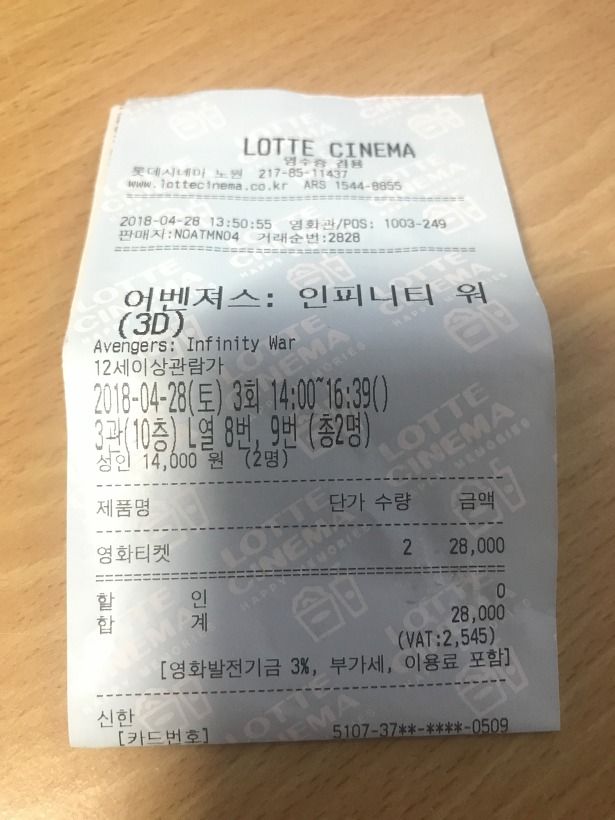 LOTTE CINEMA
영수증 겸용
롯데시네마 노원 217-85-11437
www.lottecinema.co.kr ARS 1544-8855
2018-04-28 13:50:55 영화관/POS: 1003-249
판매자:NOATMN04 거래순번:2828
어벤져스: 인피니티 워
(3D)
Avengers: Infinity War
12세이상관람가
2018-04-28(토) 3회 14:00~16:39()
3관(10층) L열 8번, 9번 (총2명)
성인 14,000 원 (2명)
제품명 단가 수량 금액
영화티켓 2 28,000
할 인 0
합 계 28,000
(VAT:2,545)
[영화발전기금 3%, 부가세, 이용료 포함]
신한
[카드번호] 5107-37**-****-0509